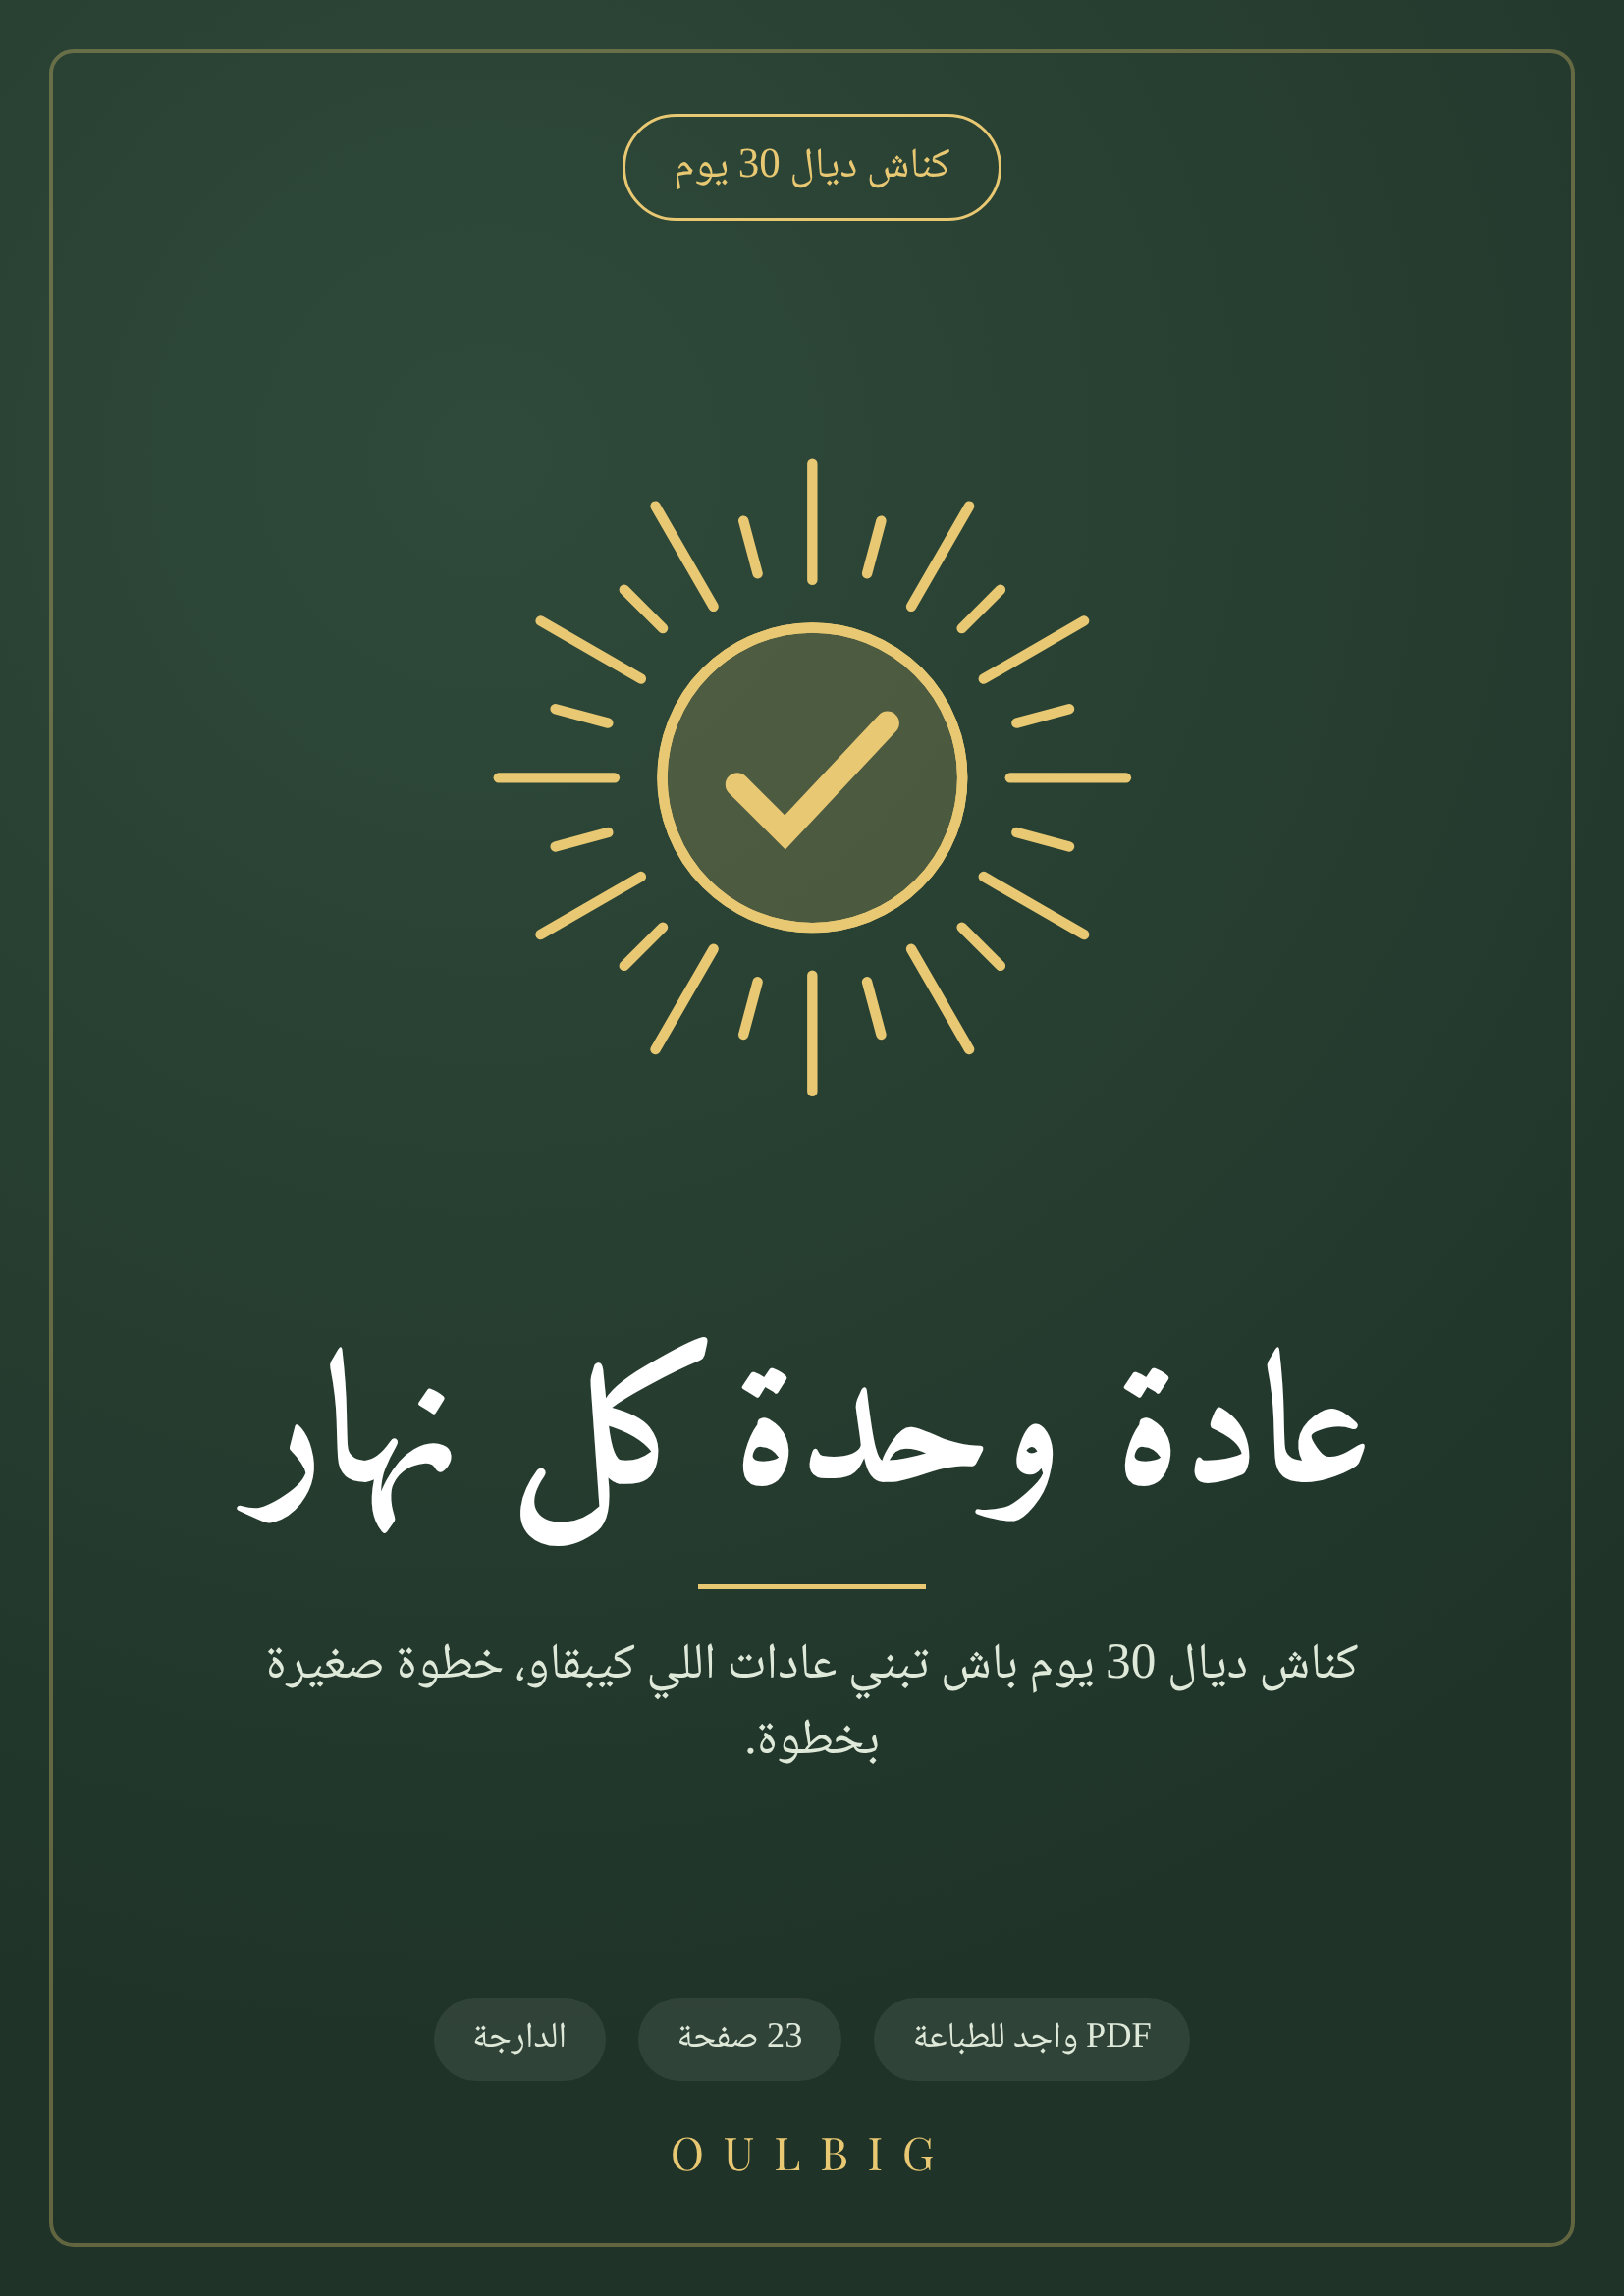 كناش ديال 30 يوم
عادة وحدة كل نهار
كناش ديال 30 يوم باش تبني عادات اللي كيبقاو، خطوة صغيرة
بخطوة.
PDF واجد للطباعة
23 صفحة
الدارجة
OULBIG